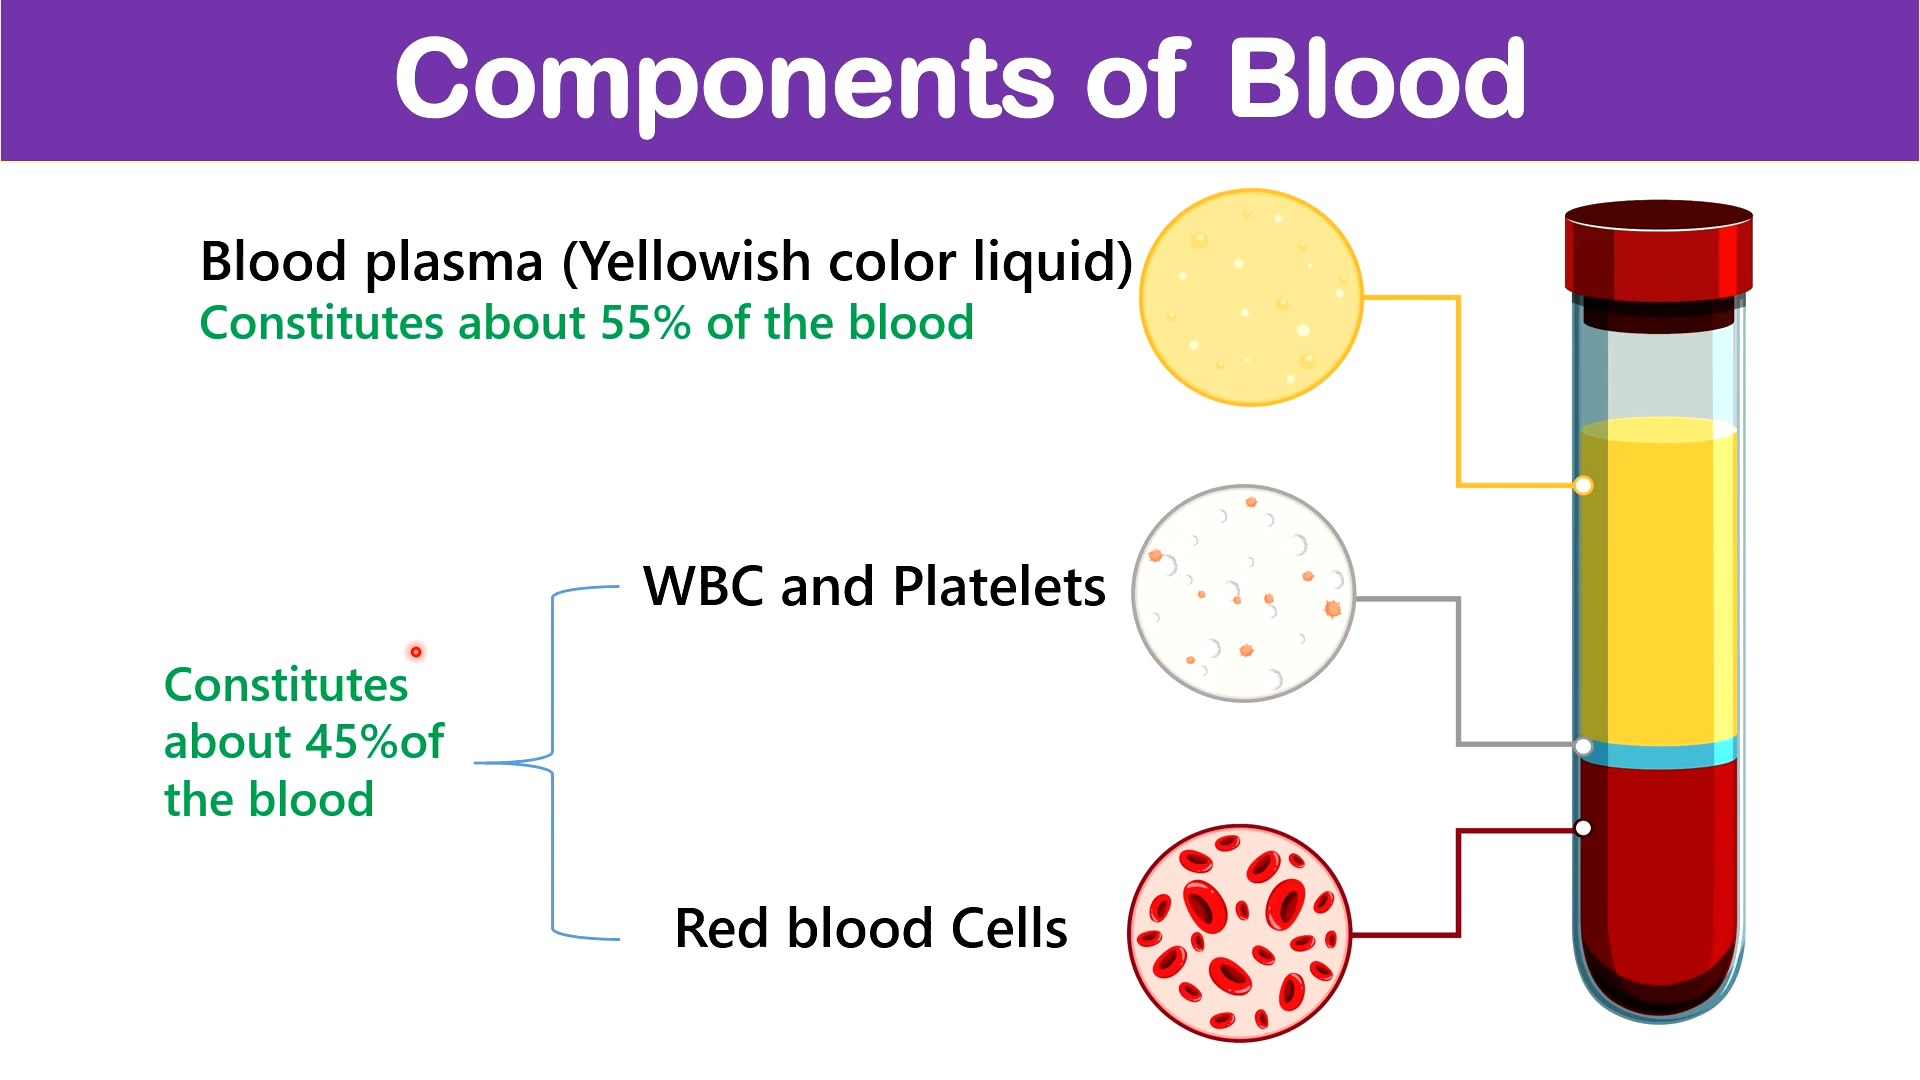 Components of Blood
Blood plasma (Yellowish color liquid)
Constitutes about 55% of the blood
WBC and Platelets
Constitutes
about 45%of
the blood
Red blood Cells